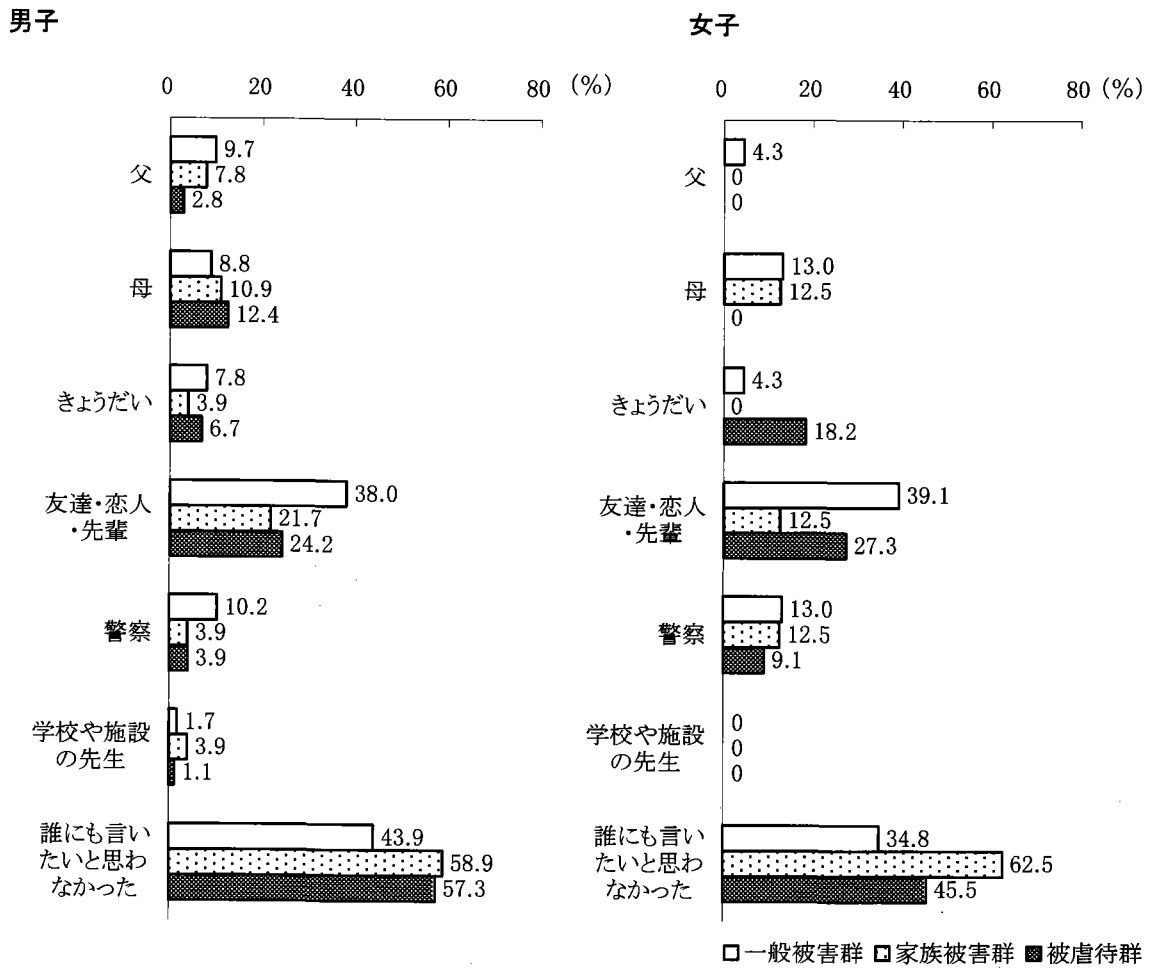 男子
0 20 40 60 80 (%)
父
9.7
7.8
2.8
母
8.8
10.9
12.4
きょうだい
7.8
3.9
6.7
友達・恋人
・先輩
38.0
21.7
24.2
警察
10.2
3.9
3.9
学校や施設
の先生
1.7
3.9
1.1
誰にも言い
たいと思わ
なかった
43.9
58.9
57.3
女子
0 20 40 60 80 (%)
父
4.3
0
0
母
13.0
12.5
0
きょうだい
4.3
0
18.2
友達・恋人
・先輩
39.1
12.5
27.3
警察
13.0
12.5
9.1
学校や施設
の先生
0
0
0
誰にも言い
たいと思わ
なかった
34.8
62.5
45.5
一般被害群 家族被害群 被虐待群